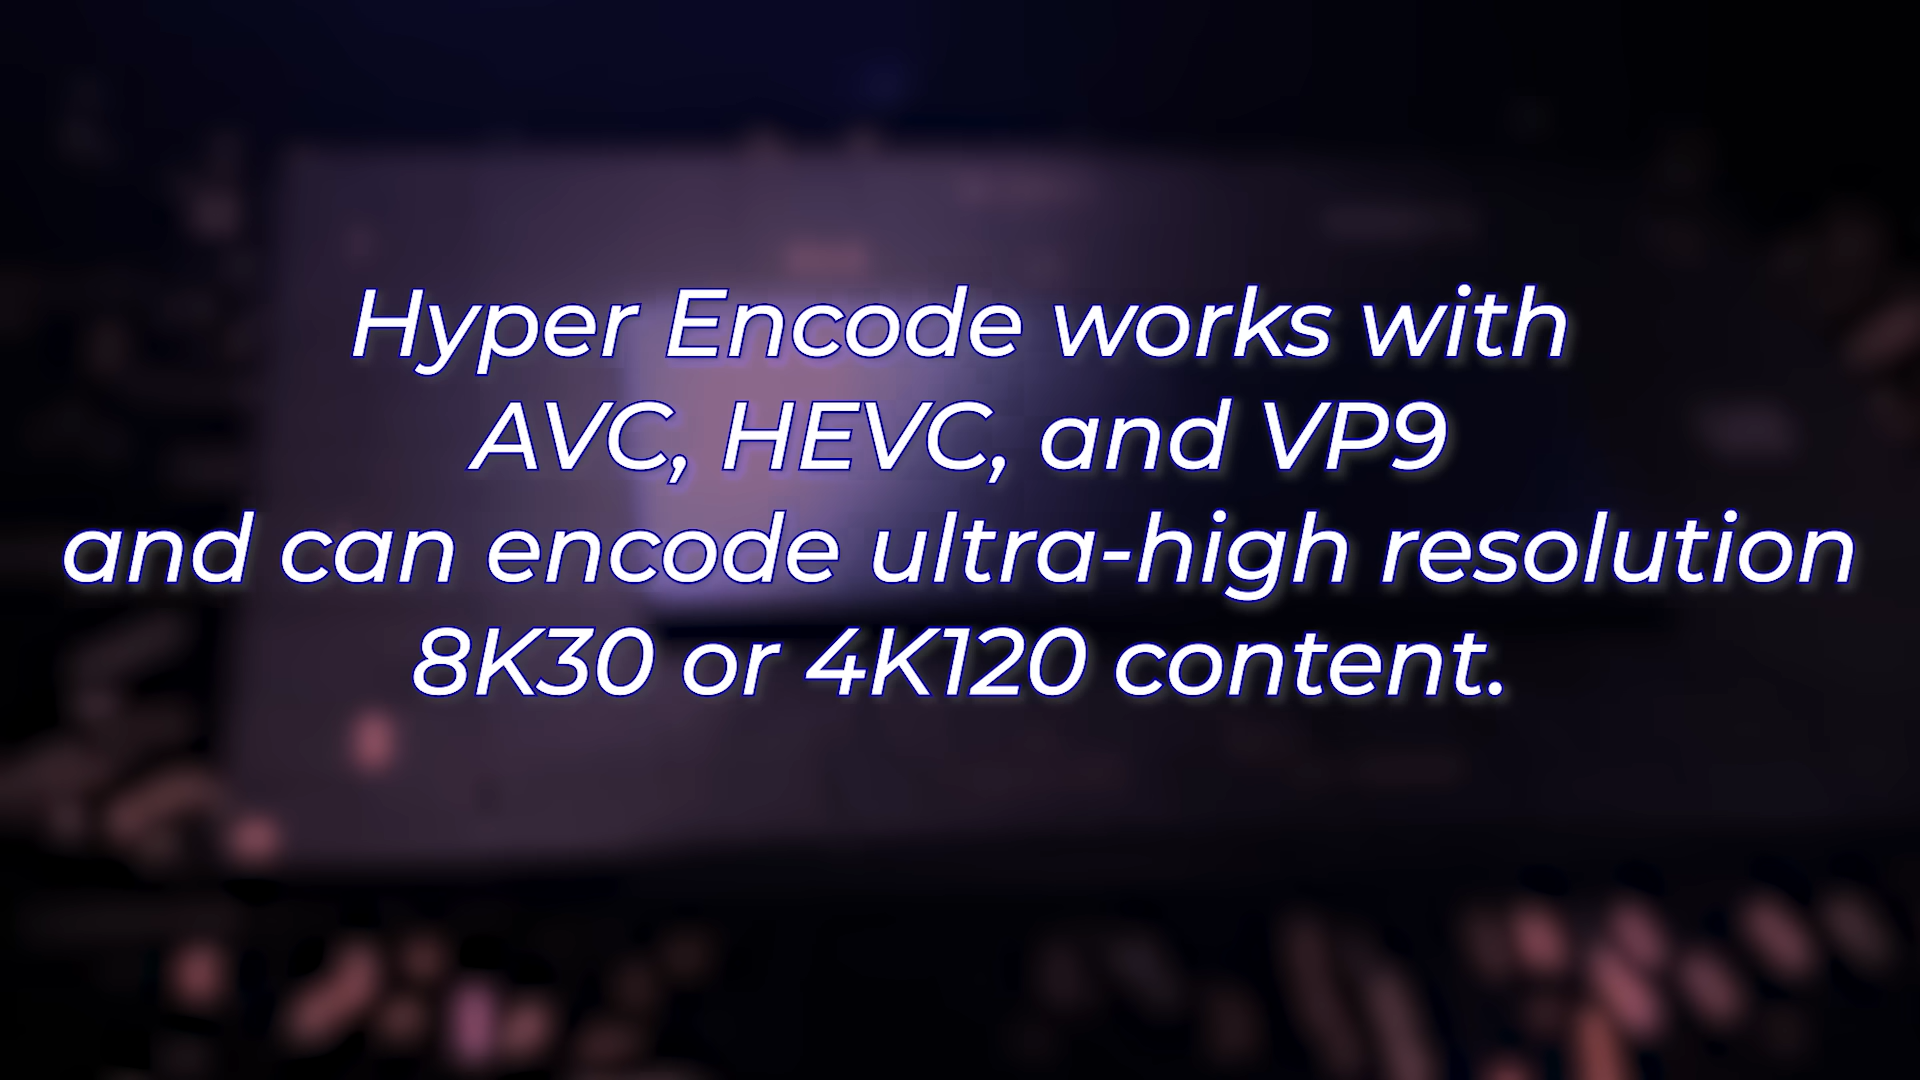 Hyper Encode works with
AVC, HEVC, and VP9
and can encode ultra-high resolution
8K30 or 4K120 content.